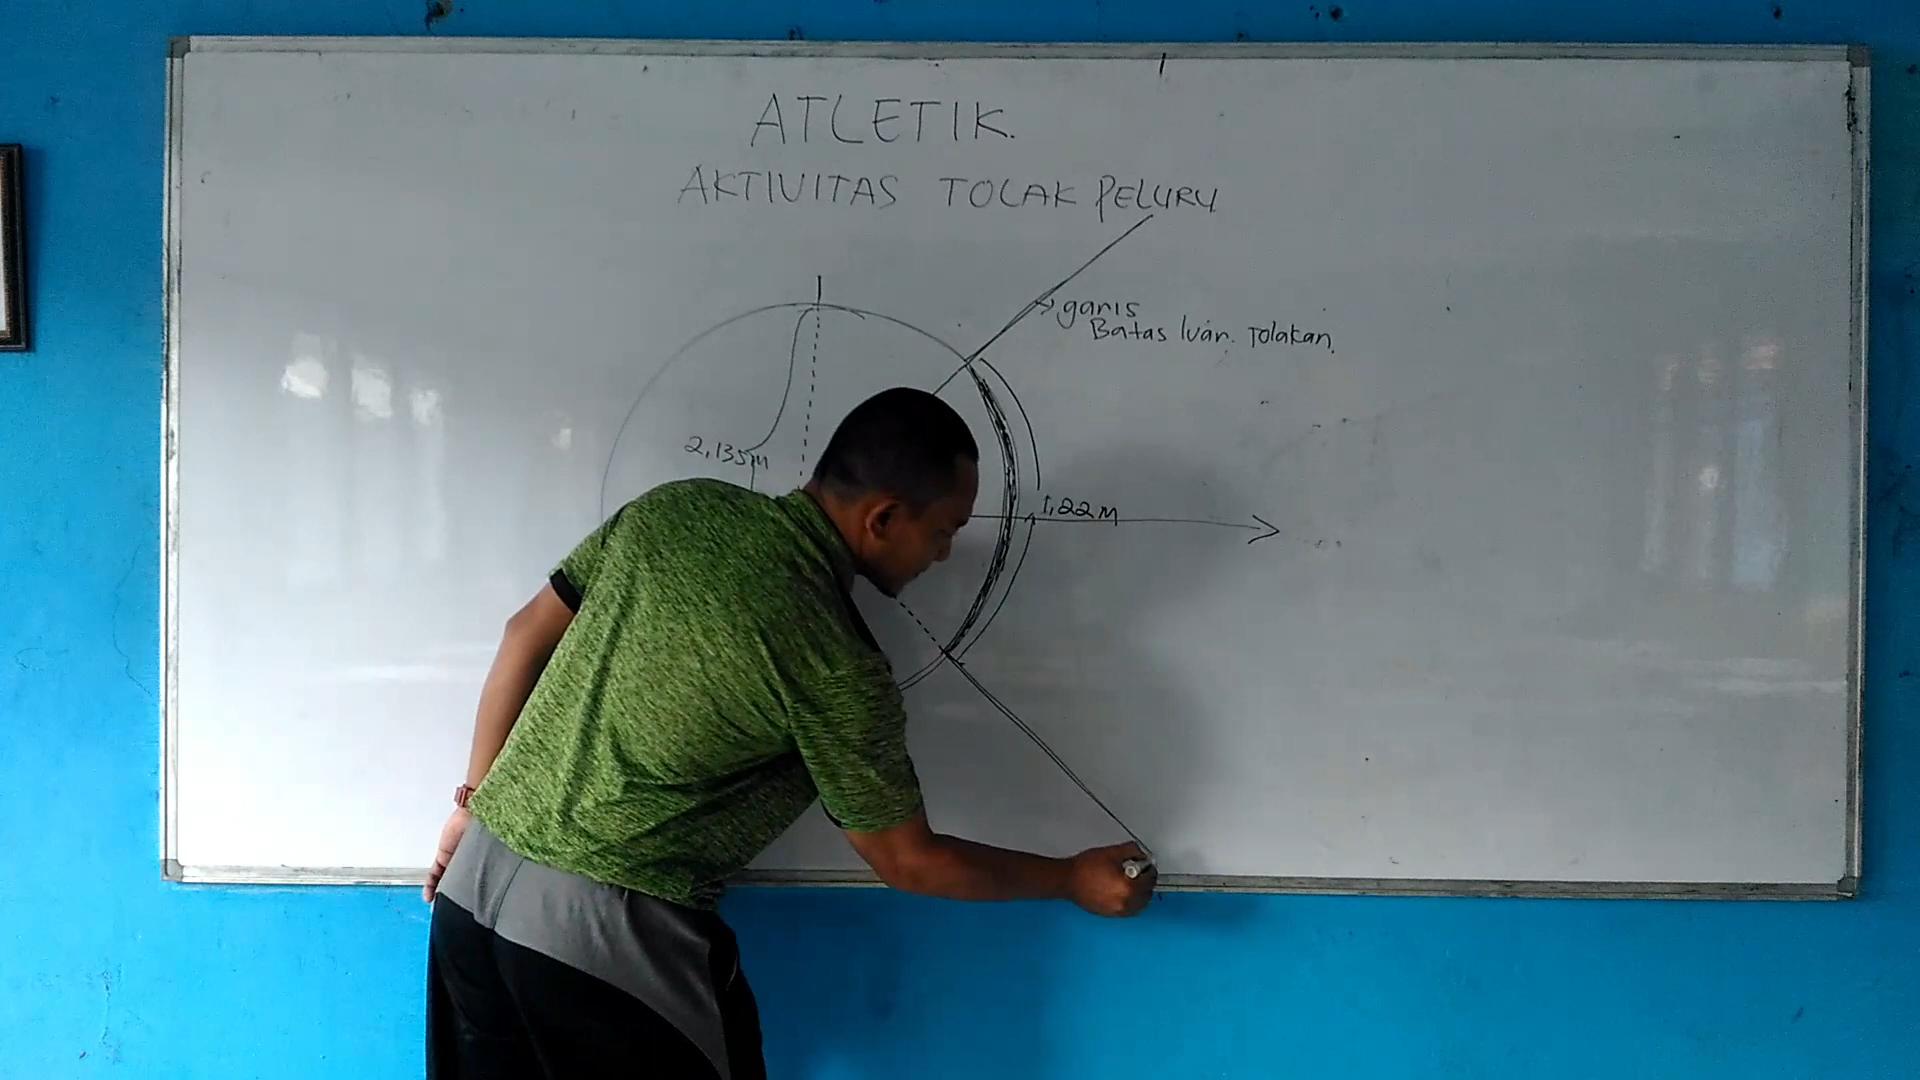 ATLETIK.
AKTIVITAS TOLAK PELURU
garis
Batas luar. Tolakan.
2,135m
1,22m